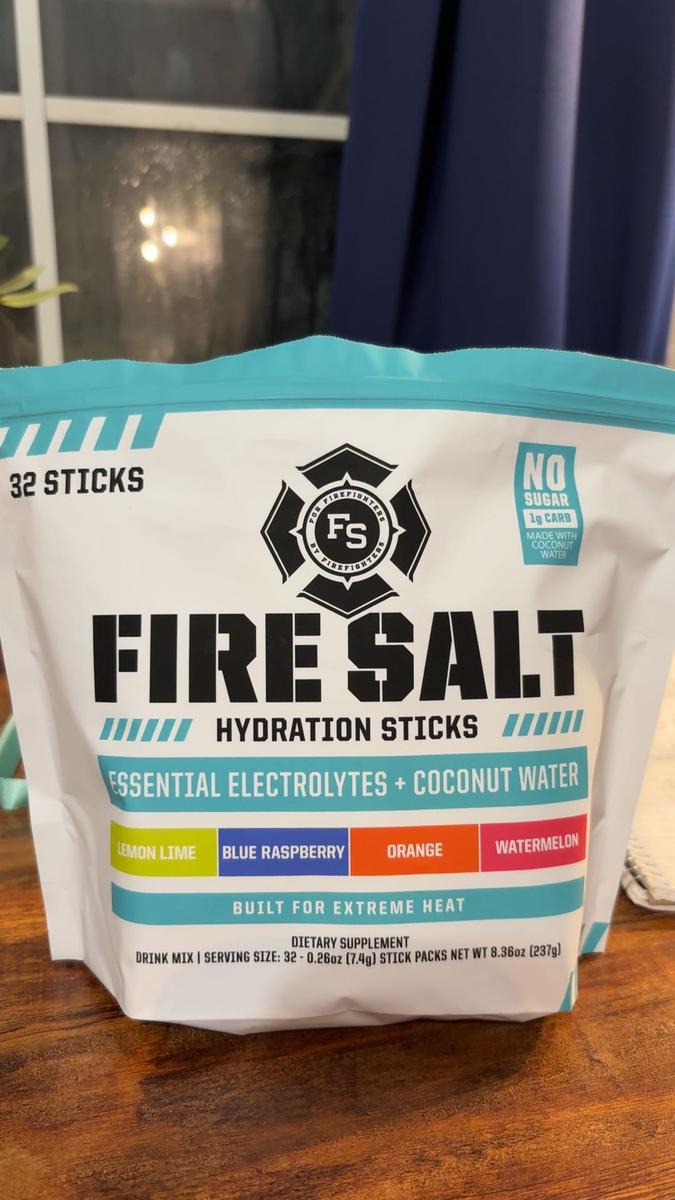 32 STICKS
NO
SUGAR
1g CARB
MADE WITH
COCONUT
WATER
FOR FIREFIGHTERS
FS
BY FIREFIGHTERS
FIRE SALT
HYDRATION STICKS
ESSENTIAL ELECTROLYTES + COCONUT WATER
LEMON LIME BLUE RASPBERRY ORANGE WATERMELON
BUILT FOR EXTREME HEAT
DIETARY SUPPLEMENT
DRINK MIX | SERVING SIZE: 32 - 0.26oz (7.4g) STICK PACKS NET WT 8.36oz (237g)